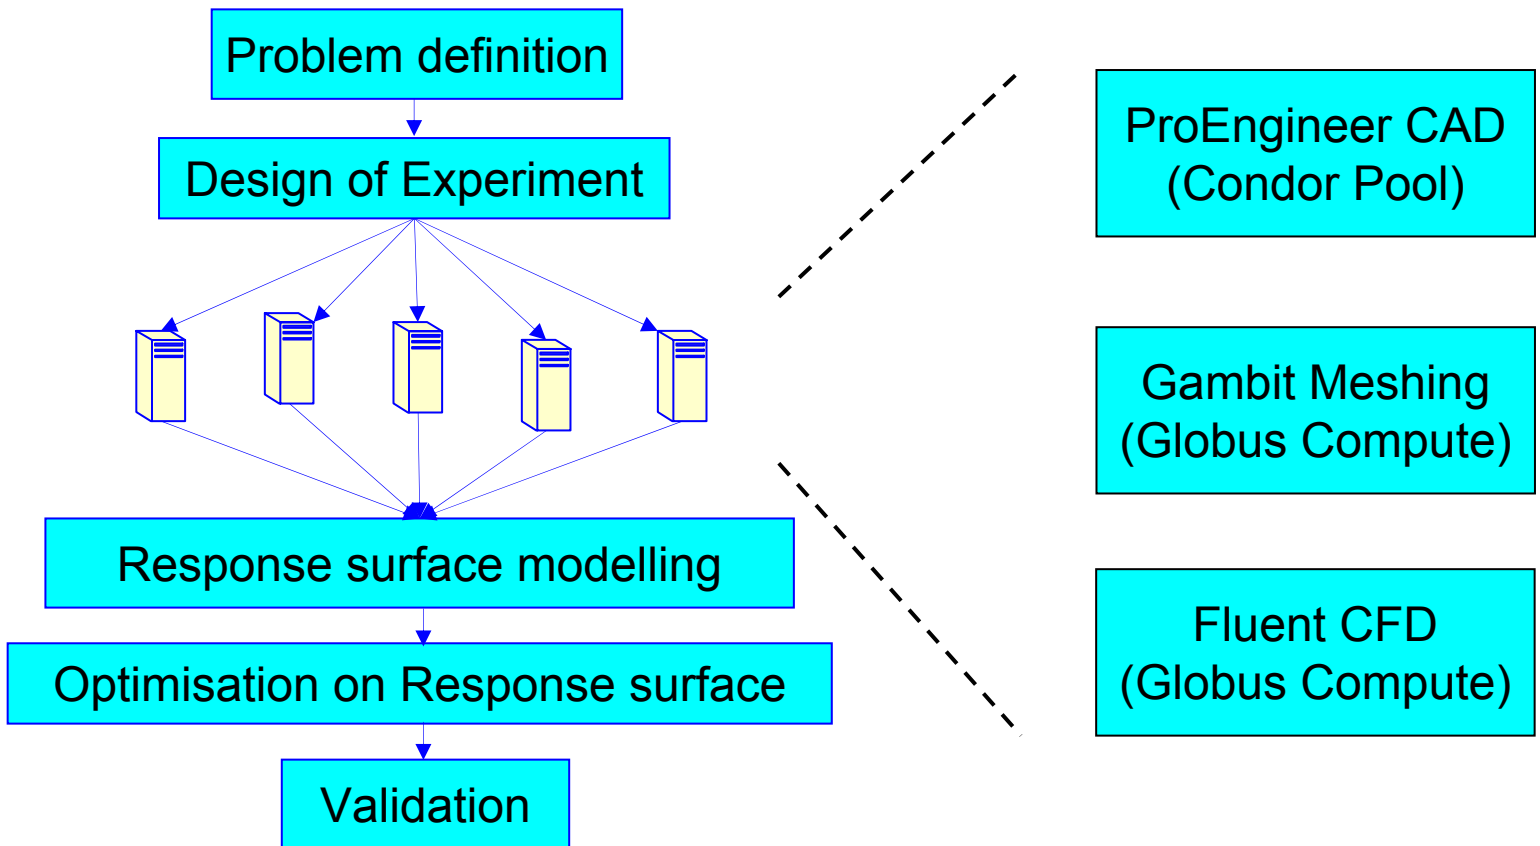 Problem definition
Design of Experiment
Response surface modelling
Optimisation on Response surface
Validation
ProEngineer CAD
(Condor Pool)
Gambit Meshing
(Globus Compute)
Fluent CFD
(Globus Compute)